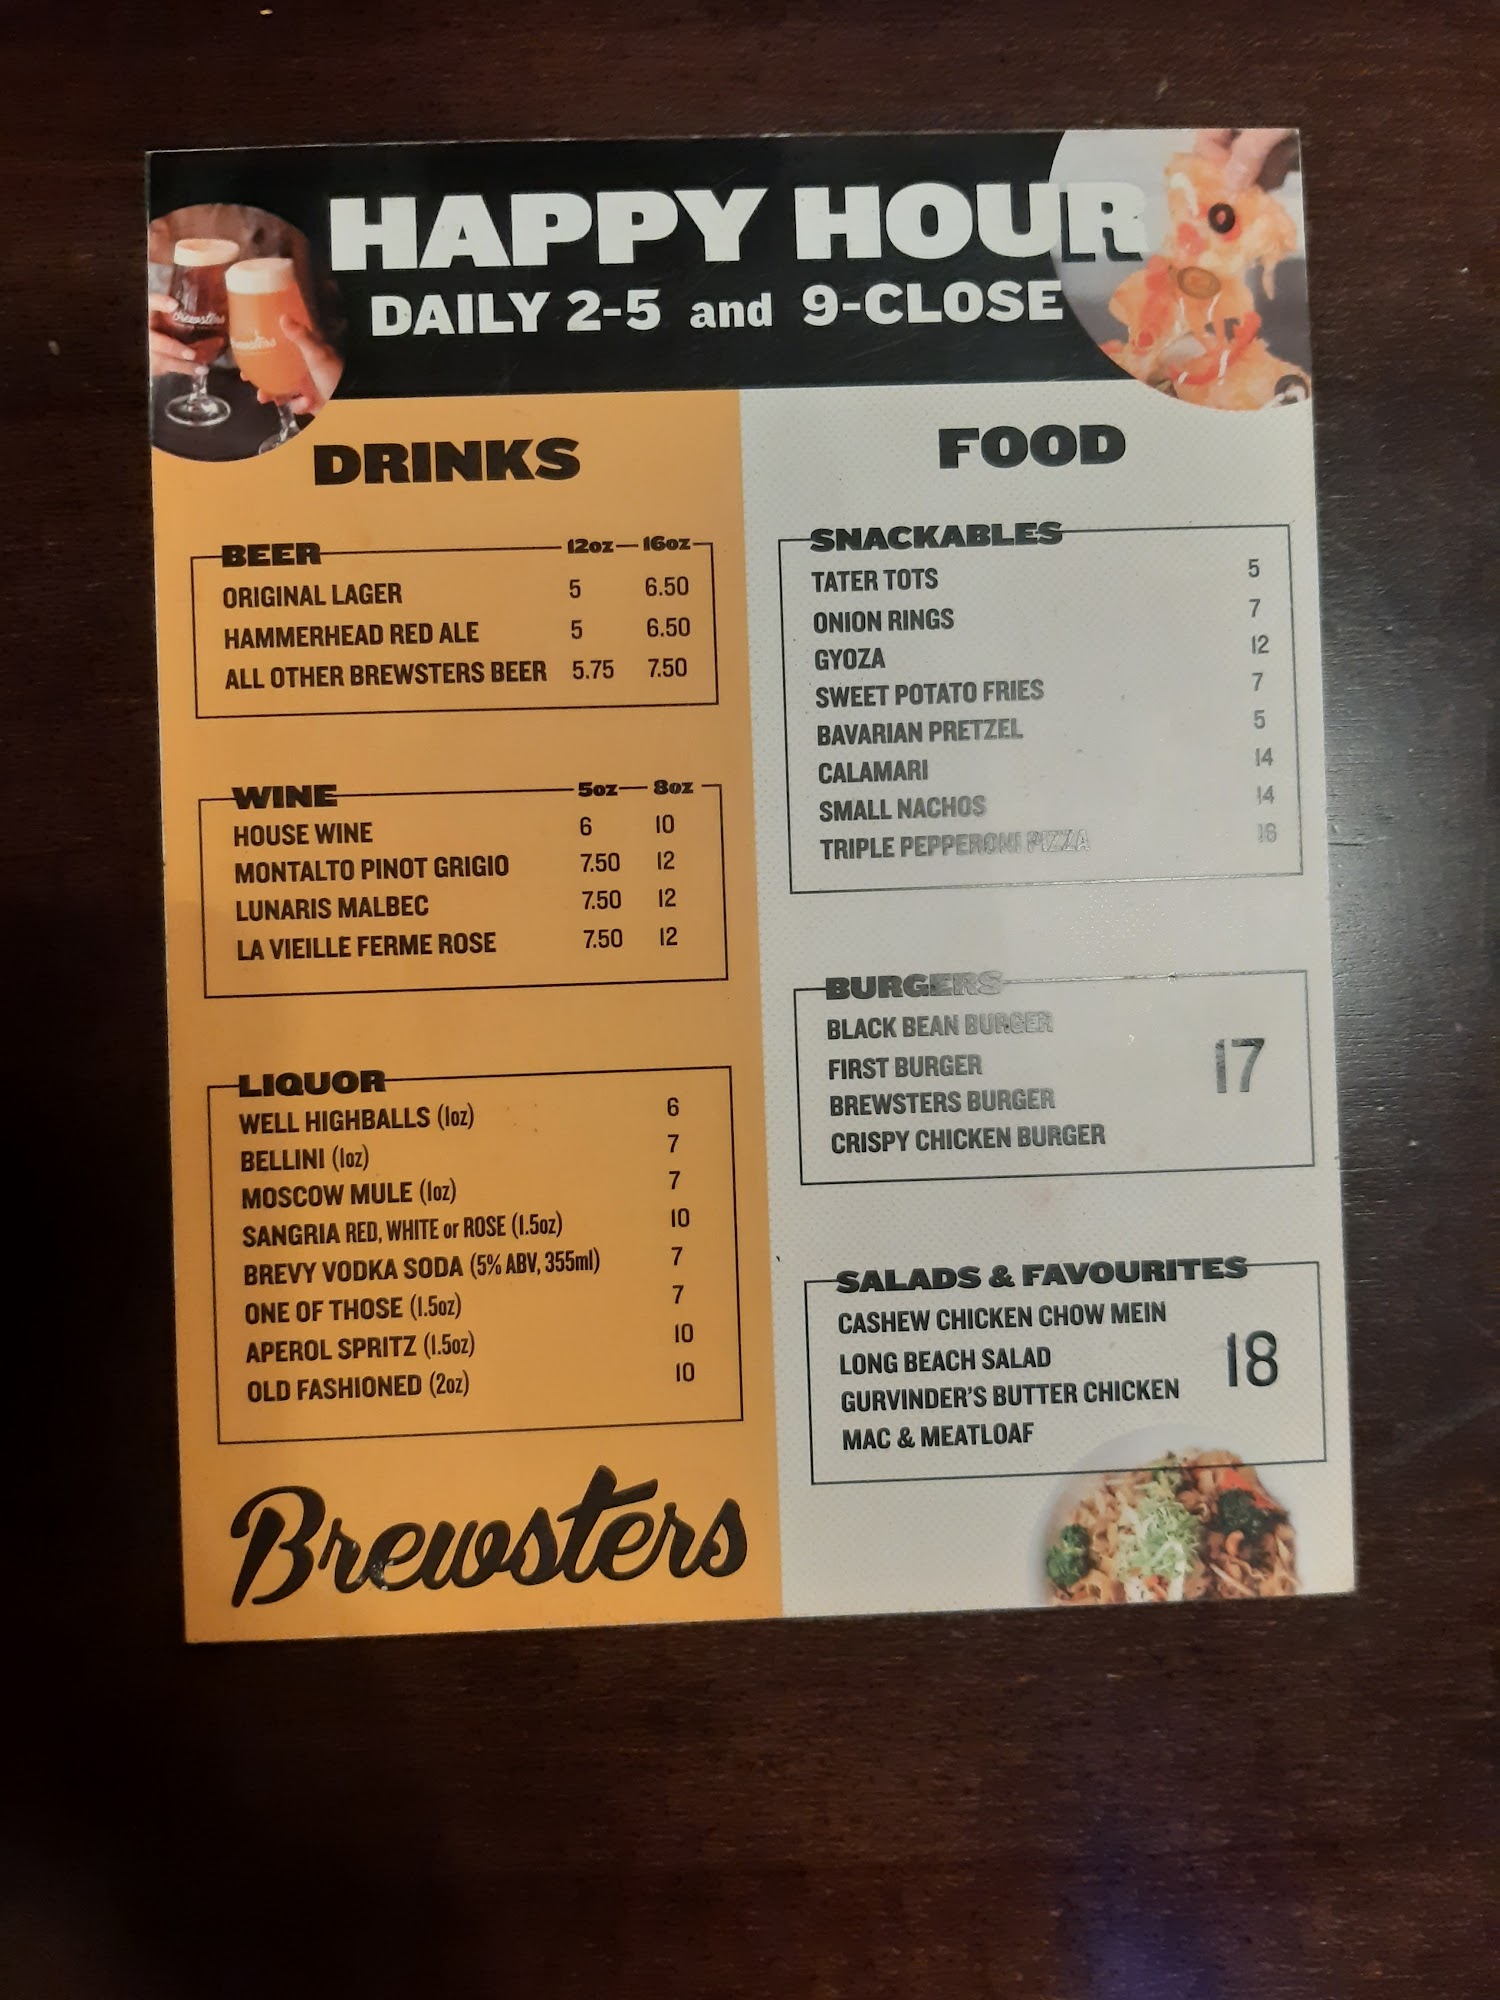 HAPPY HOUR
DAILY 2-5 and 9-CLOSE
DRINKS
BEER 12oz 16oz
ORIGINAL LAGER 5 6.50
HAMMERHEAD RED ALE 5 6.50
ALL OTHER BREWSTERS BEER 5.75 7.50
WINE 5oz 8oz
HOUSE WINE 6 10
MONTALTO PINOT GRIGIO 7.50 12
LUNARIS MALBEC 7.50 12
LA VIEILLE FERME ROSE 7.50 12
LIQUOR
WELL HIGHBALLS (1oz) 6
BELLINI (1oz) 7
MOSCOW MULE (1oz) 7
SANGRIA RED, WHITE or ROSE (1.5oz) 10
BREVY VODKA SODA (5% ABV, 355ml) 7
ONE OF THOSE (1.5oz) 7
APEROL SPRITZ (1.5oz) 10
OLD FASHIONED (2oz) 10
Brewsters
FOOD
SNACKABLES
TATER TOTS 5
ONION RINGS 7
GYOZA 12
SWEET POTATO FRIES 7
BAVARIAN PRETZEL 5
CALAMARI 14
SMALL NACHOS 14
TRIPLE PEPPERONI PIZZA 16
BURGERS
BLACK BEAN BURGER
FIRST BURGER
17
BREWSTERS BURGER
CRISPY CHICKEN BURGER
SALADS & FAVOURITES
CASHEW CHICKEN CHOW MEIN
LONG BEACH SALAD
18
GURVINDER'S BUTTER CHICKEN
MAC & MEATLOAF